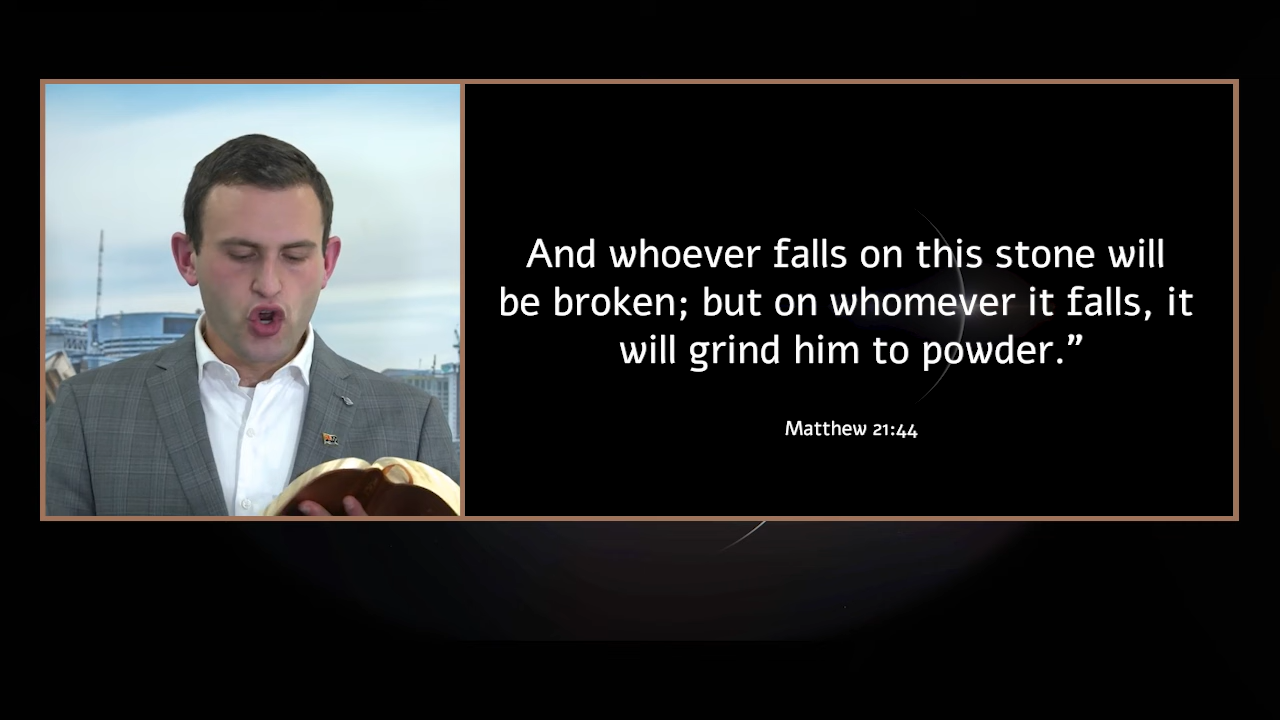 And whoever falls on this stone will
be broken; but on whomever it falls, it
will grind him to powder.”
Matthew 21:44